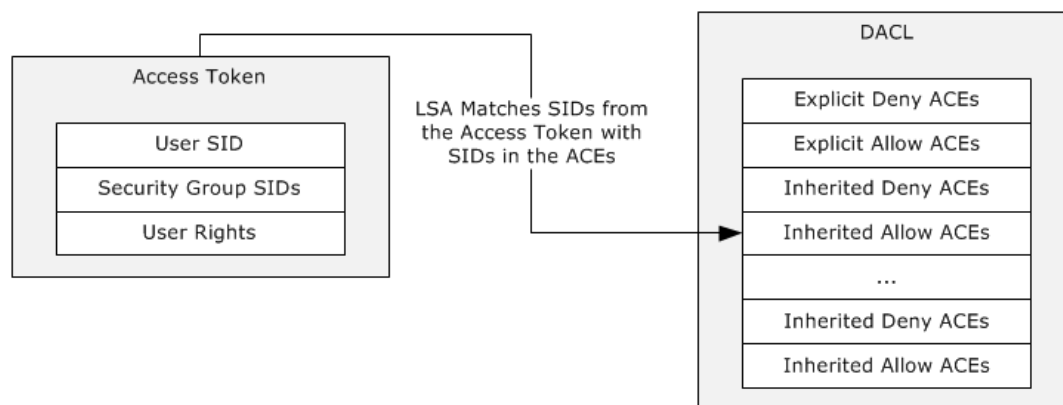 Access Token
User SID
Security Group SIDs
User Rights
LSA Matches SIDs from
the Access Token with
SIDs in the ACEs
DACL
Explicit Deny ACEs
Explicit Allow ACEs
Inherited Deny ACEs
Inherited Allow ACEs
...
Inherited Deny ACEs
Inherited Allow ACEs